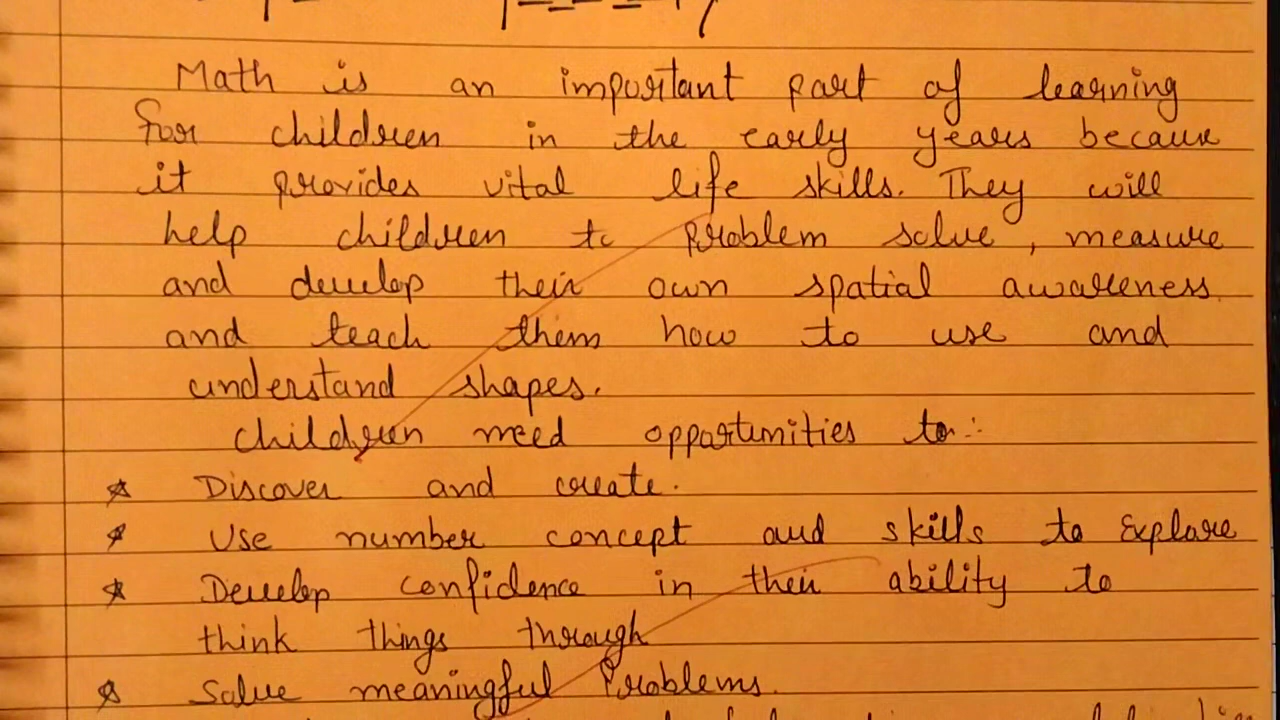 Math is an important part of learning
for children in the early years because
it provides vital life skills. They will
help children to problem solve, measure
and develop their own spatial awareness
and teach them how to use and
understand shapes.
children need opportunities to:-
* Discover and create.
* Use number concept and skills to Explore
* Develop confidence in their ability to
think things through
* Solve meaningful Problems.